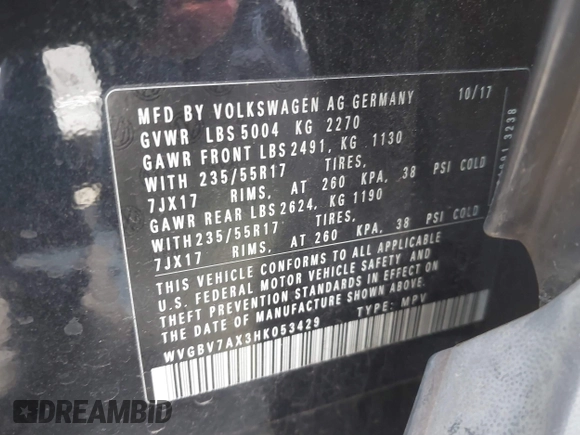 MFD BY VOLKSWAGEN AG GERMANY 10/17
GVWR LBS 5004 KG 2270
GAWR FRONT LBS 2491, KG 1130
WITH 235/55R17 TIRES,
7JX17 RIMS, AT 260 KPA, 38 PSI COLD
GAWR REAR LBS 2624, KG 1190
WITH 235/55R17 TIRES,
7JX17 RIMS, AT 260 KPA, 38 PSI COLD
THIS VEHICLE CONFORMS TO ALL APPLICABLE
U.S. FEDERAL MOTOR VEHICLE SAFETY AND
THEFT PREVENTION STANDARDS IN EFFECT ON
THE DATE OF MANUFACTURE SHOWN ABOVE.
WVGBV7AX3HK053429 TYPE: MPV
3238
DREAMBID